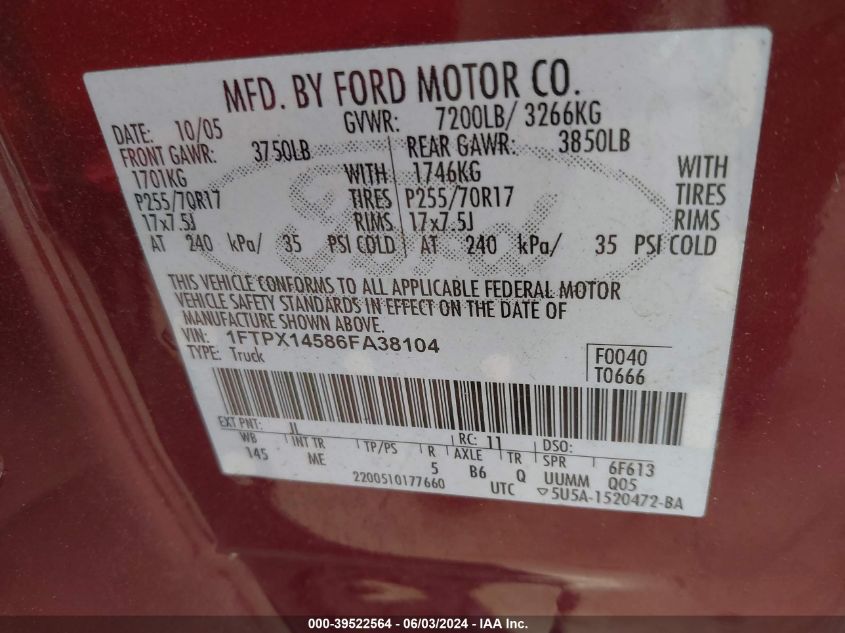 MFD. BY FORD MOTOR CO.
DATE: 10/05 GVWR: 7200LB/ 3266KG
FRONT GAWR: 3750LB REAR GAWR: 3850LB
1701KG WITH 1746KG WITH
P255/70R17 TIRES P255/70R17 TIRES
17x7.5J RIMS 17x7.5J RIMS
AT 240 kPa/ 35 PSI COLD AT 240 kPa/ 35 PSI COLD
THIS VEHICLE CONFORMS TO ALL APPLICABLE FEDERAL MOTOR
VEHICLE SAFETY STANDARDS IN EFFECT ON THE DATE OF
MANUFACTURE SHOWN ABOVE.
VIN: 1FTPX14586FA38104
TYPE: Truck
F0040
T0666
EXT PNT: JL RC: 11 DSO:
WB INT TR TP/PS R AXLE TR SPR 6F613
145 ME 5 B6 Q UUMM Q05
2200510177660 UTC ▽5U5A-1520472-BA
Ford
000-39522564 - 06/03/2024 - IAA Inc.